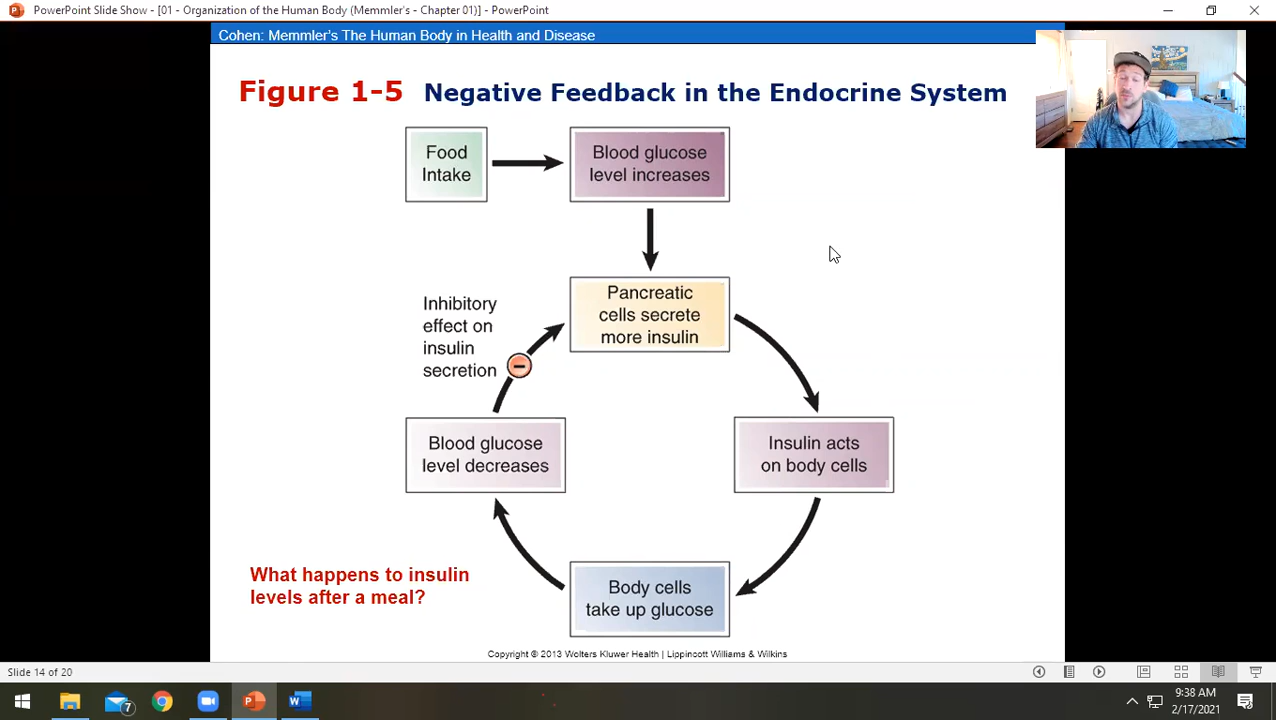 PowerPoint Slide Show - [01 - Organization of the Human Body (Memmler's - Chapter 01)] - PowerPoint
Cohen: Memmler's The Human Body in Health and Disease
Figure 1-5 Negative Feedback in the Endocrine System
Food
Intake
Blood glucose
level increases
Pancreatic
cells secrete
more insulin
Inhibitory
effect on
insulin
secretion
−
Blood glucose
level decreases
Insulin acts
on body cells
Body cells
take up glucose
What happens to insulin
levels after a meal?
Copyright © 2013 Wolters Kluwer Health | Lippincott Williams & Wilkins
Slide 14 of 20
7
9:38 AM
2/17/2021